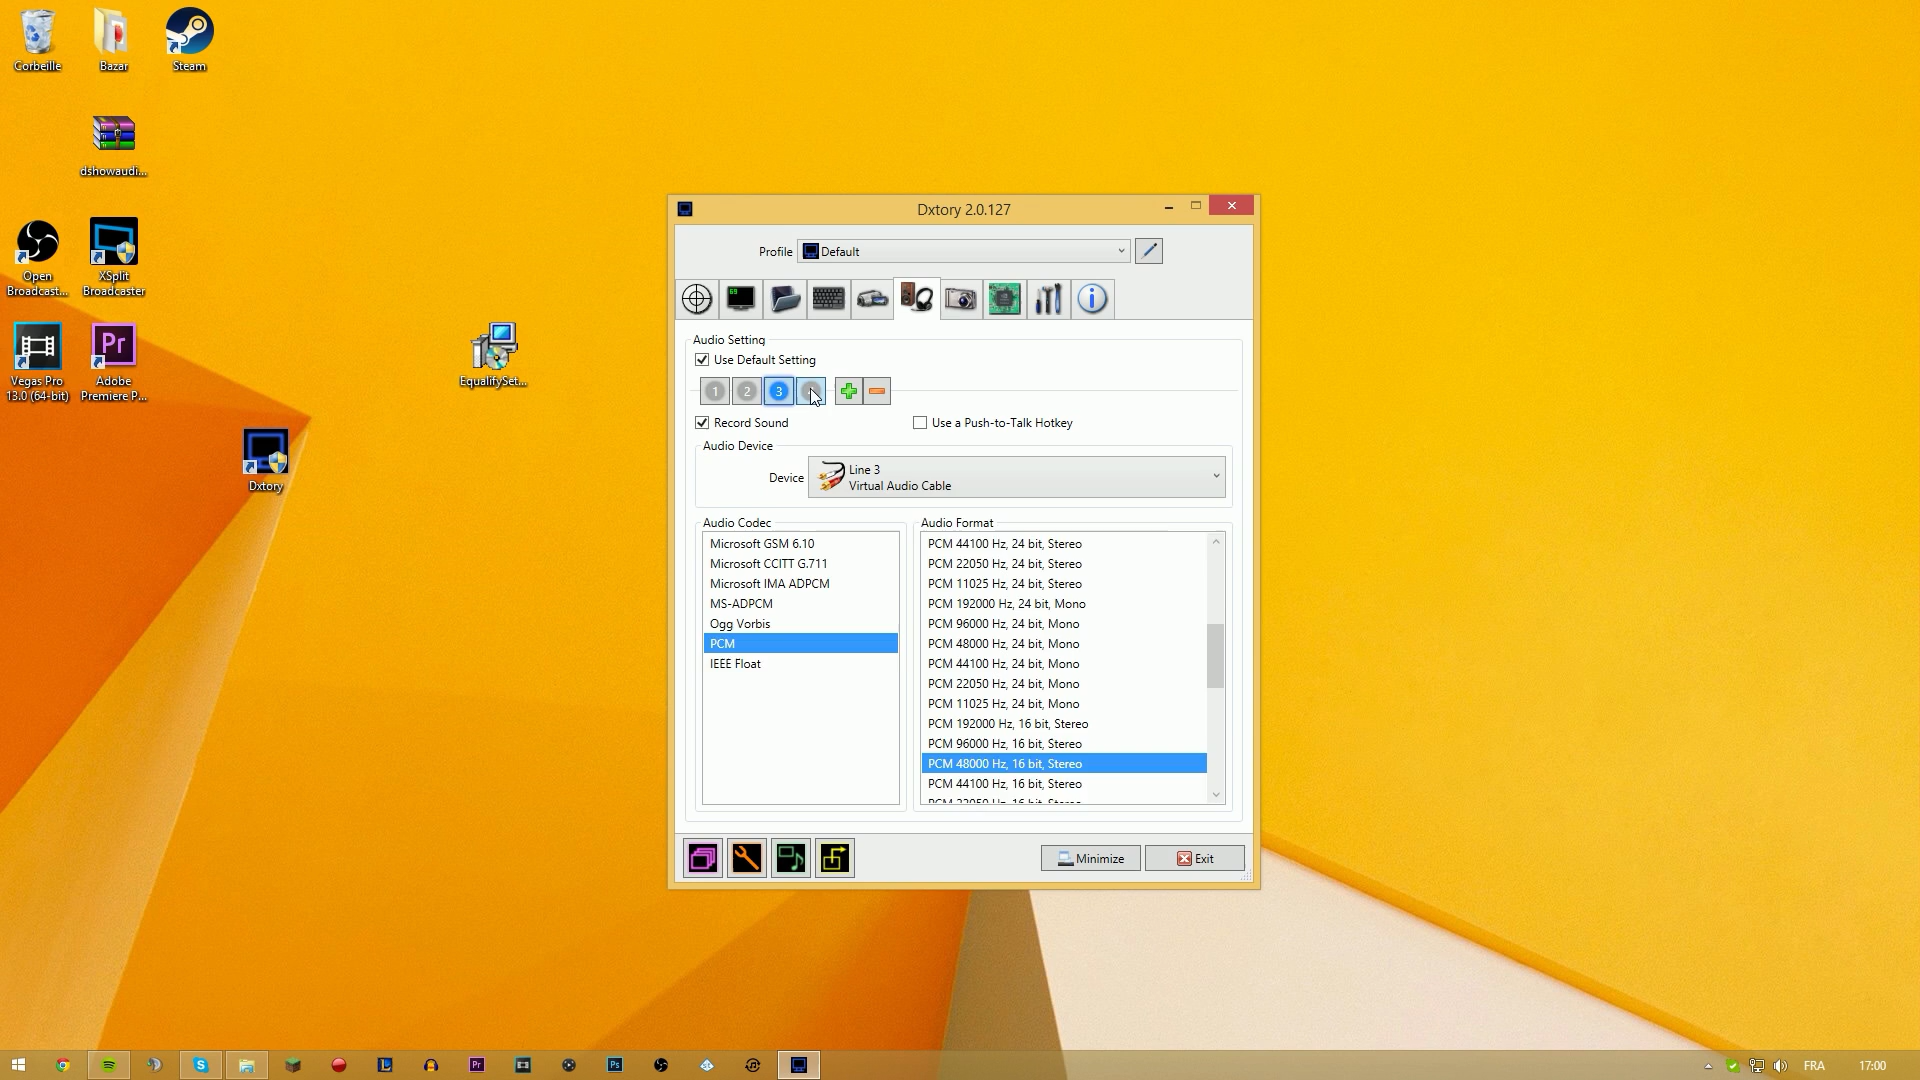 Corbeille
Bazar
Steam
dshowaudi...
Open
Broadcast...
XSplit
Broadcaster
Vegas Pro
13.0 (64-bit)
Adobe
Premiere P...
EqualifySet...
Dxtory
Dxtory 2.0.127
Profile
Default
Audio Setting
Use Default Setting
1 2 3
Record Sound
Use a Push-to-Talk Hotkey
Audio Device
Device
Line 3
Virtual Audio Cable
Audio Codec
Microsoft GSM 6.10
Microsoft CCITT G.711
Microsoft IMA ADPCM
MS-ADPCM
Ogg Vorbis
PCM
IEEE Float
Audio Format
PCM 44100 Hz, 24 bit, Stereo
PCM 22050 Hz, 24 bit, Stereo
PCM 11025 Hz, 24 bit, Stereo
PCM 192000 Hz, 24 bit, Mono
PCM 96000 Hz, 24 bit, Mono
PCM 48000 Hz, 24 bit, Mono
PCM 44100 Hz, 24 bit, Mono
PCM 22050 Hz, 24 bit, Mono
PCM 11025 Hz, 24 bit, Mono
PCM 192000 Hz, 16 bit, Stereo
PCM 96000 Hz, 16 bit, Stereo
PCM 48000 Hz, 16 bit, Stereo
PCM 44100 Hz, 16 bit, Stereo
PCM 22050 Hz, 16 bit, Stereo
Minimize
Exit
FRA
17:00